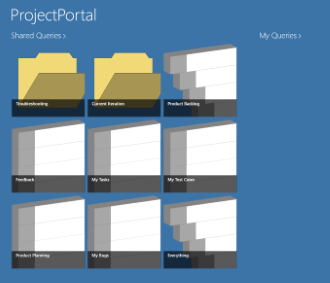 ProjectPortal
Shared Queries >
My Queries >
Troubleshooting
Current Iteration
Product Backlog
Feedback
My Tasks
My Test Cases
Product Planning
My Bugs
Everything